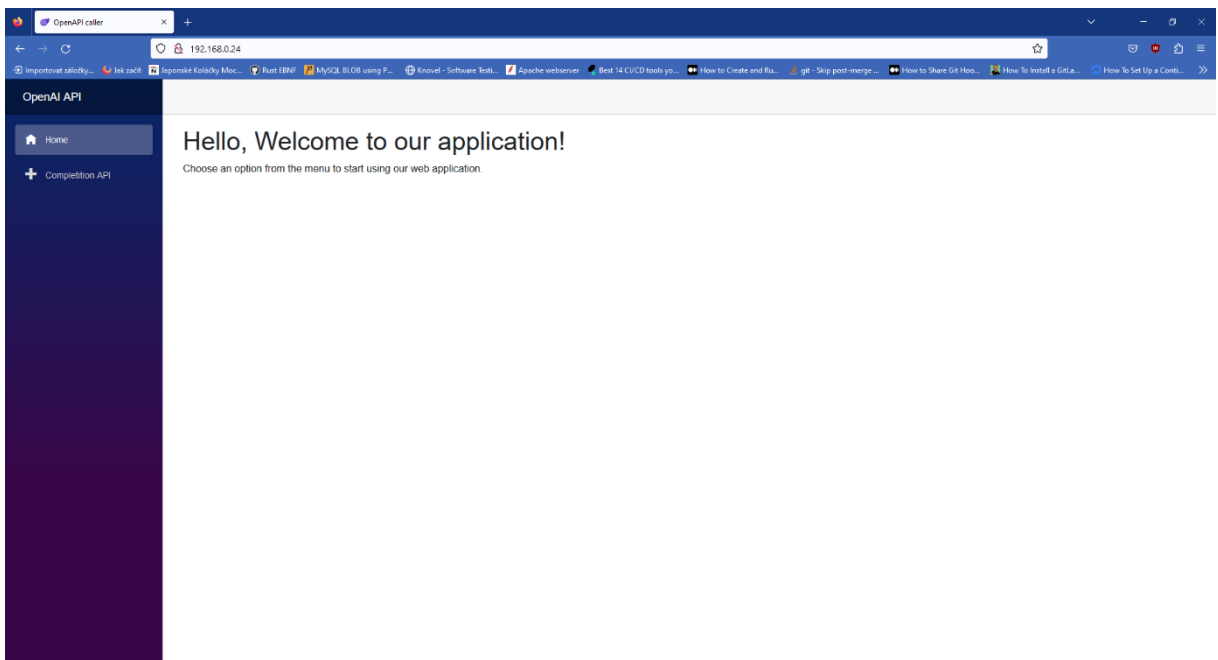 OpenAPI caller
192.168.0.24
Importovat záložky...
Jak začít
Japonské Koláčky Moc...
Rust EBNF
MySQL BLOB using P...
Knovel - Software Testi...
Apache webserver
Best 14 CI/CD tools yo...
How to Create and Ru...
git - Skip post-merge ...
How to Share Git Hoo...
How To Install a GitLa...
How To Set Up a Conti...
OpenAI API
Home
Completition API
Hello, Welcome to our application!
Choose an option from the menu to start using our web application.